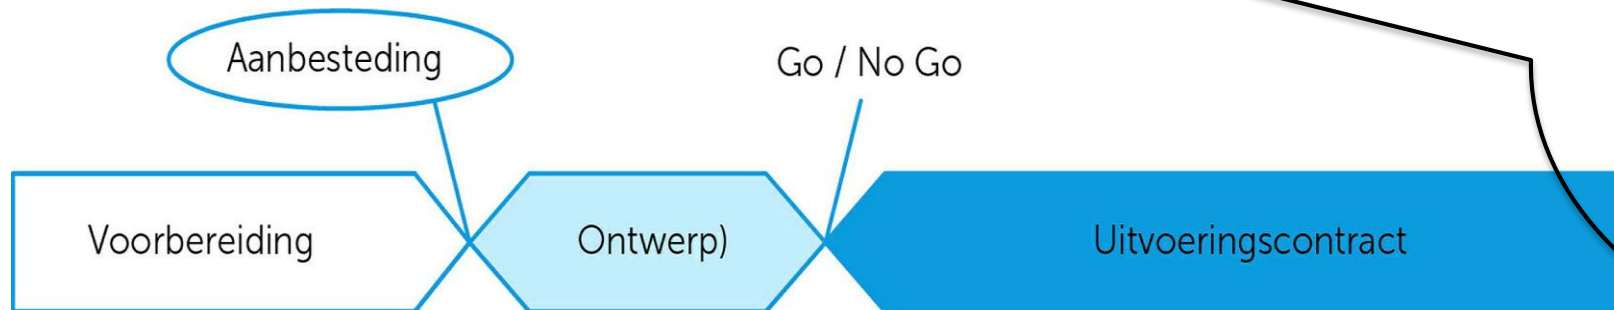 Aanbesteding
Go / No Go
Voorbereiding
Ontwerp)
Uitvoeringscontract